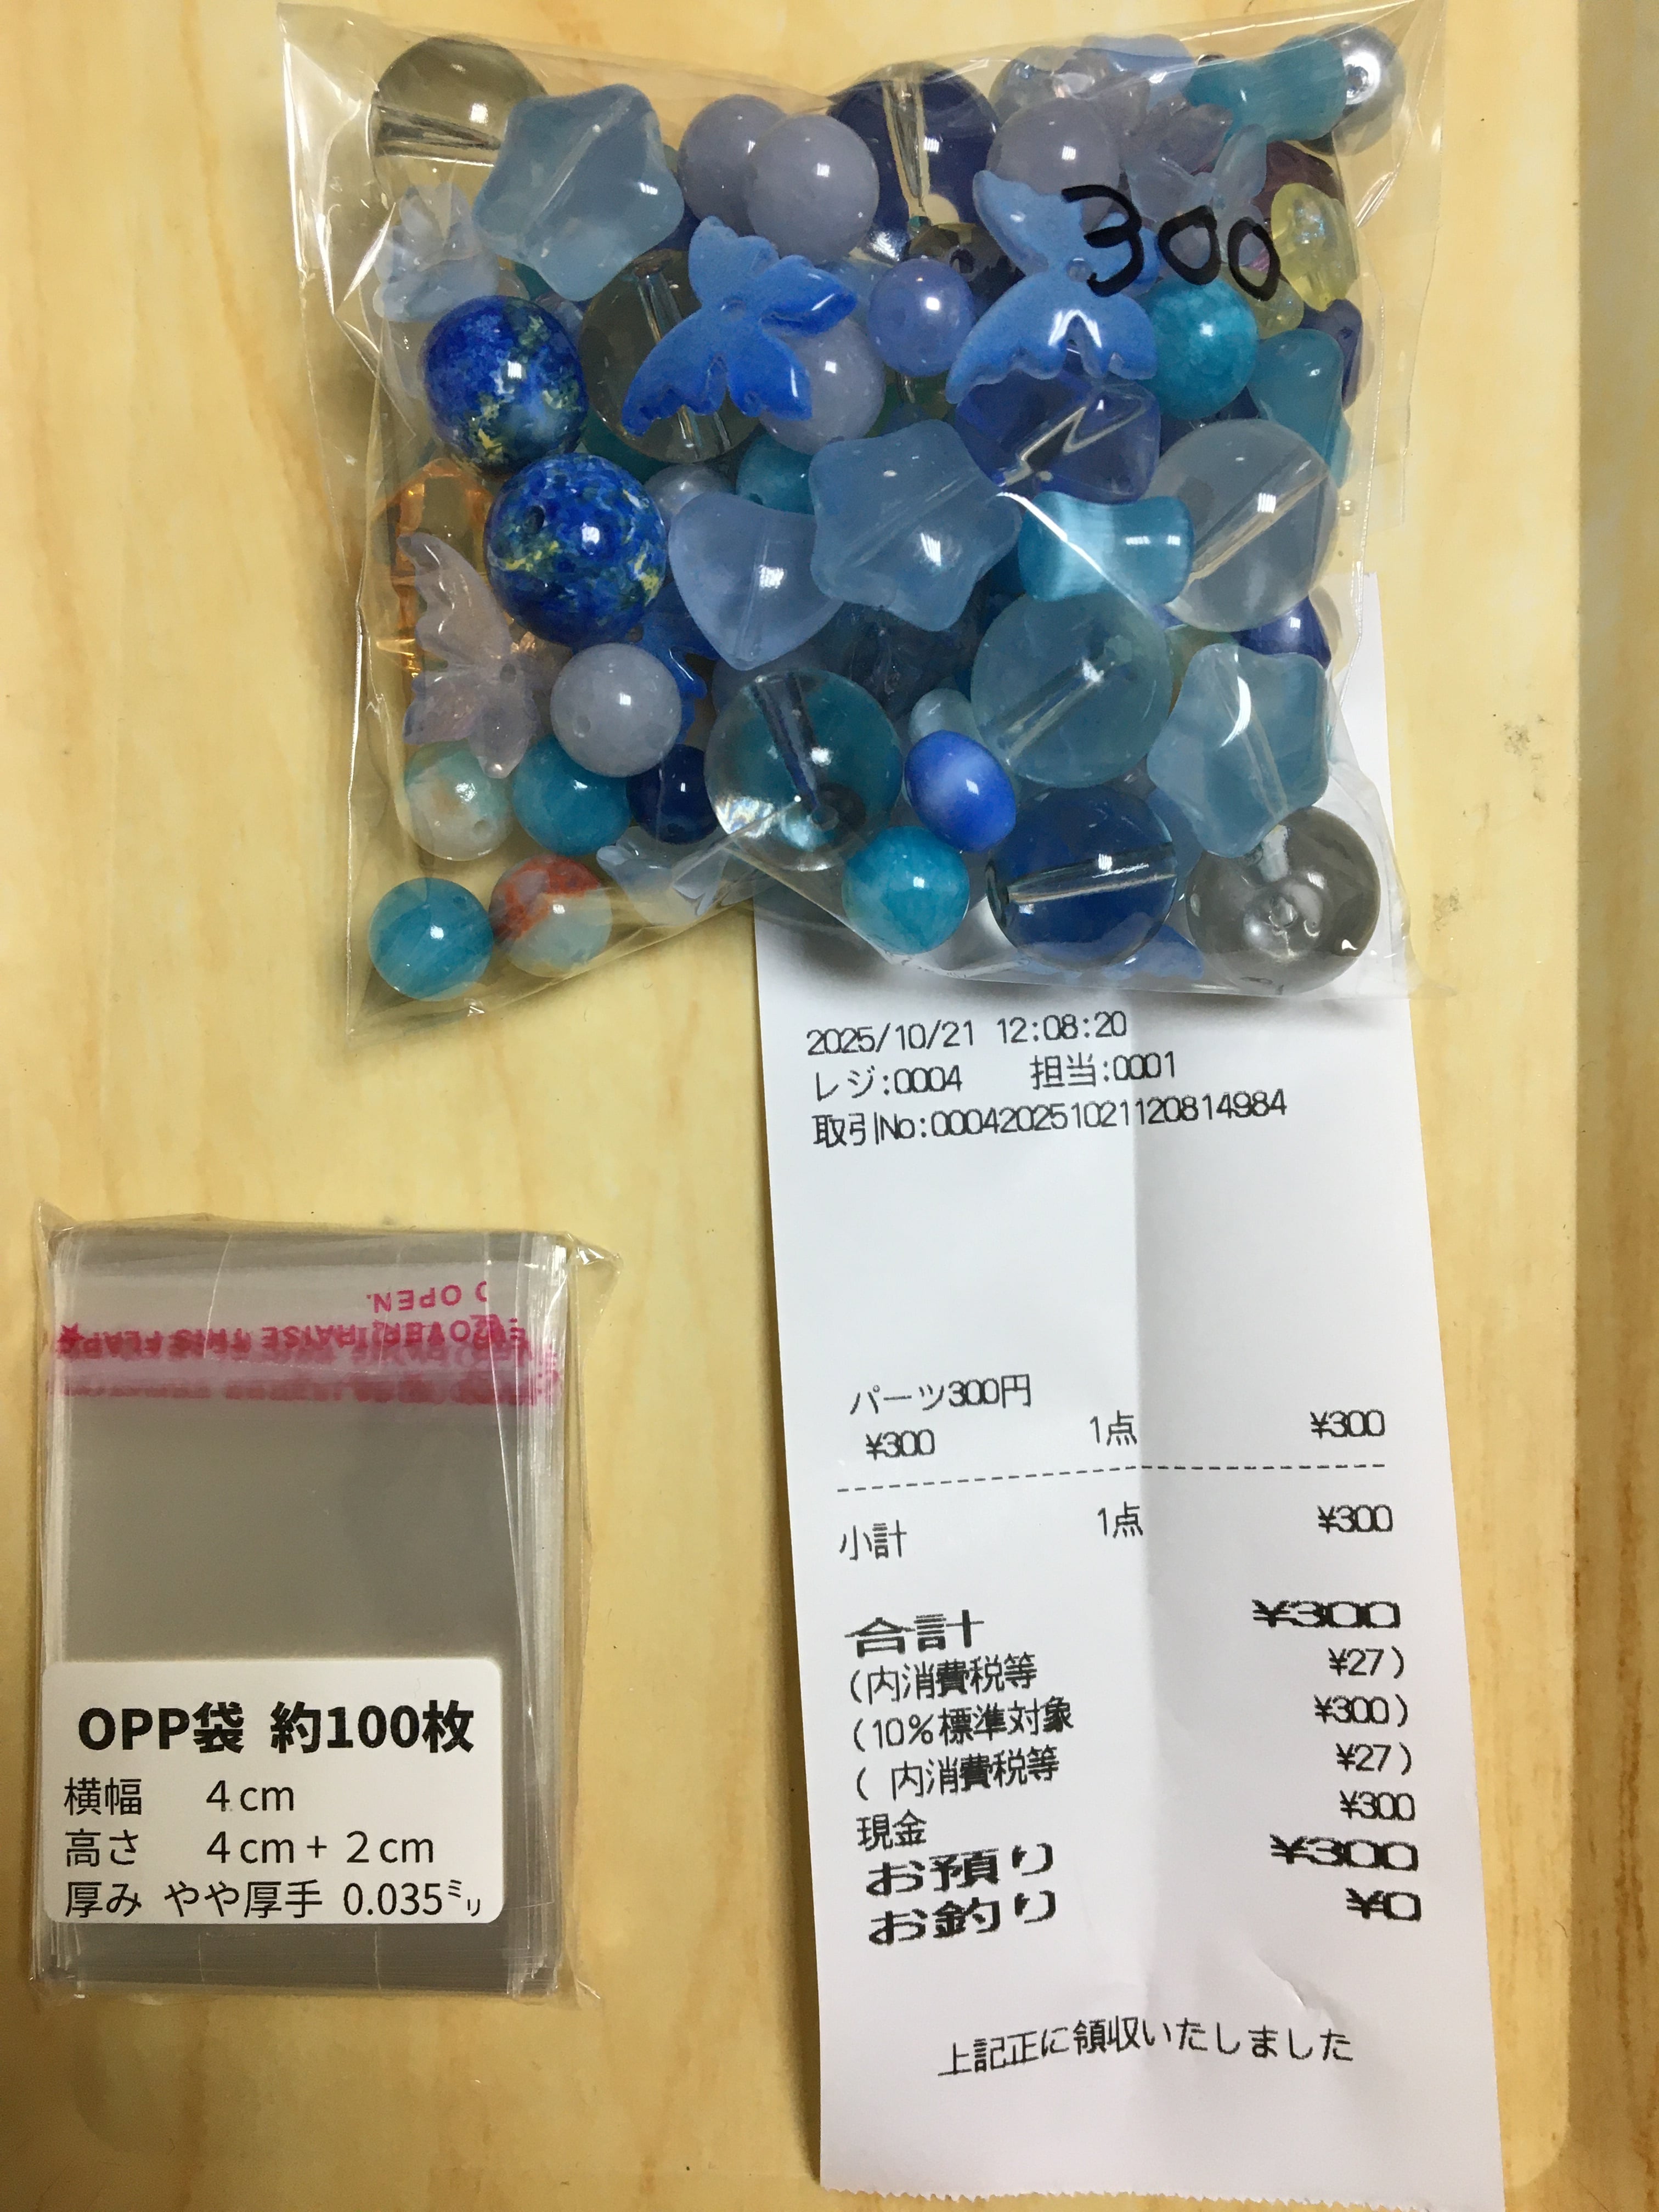 300
2025/10/21 12:08:20
レジ:0004 担当:0001
取引No:000420251021120814984
パーツ300円
¥300 1点 ¥300
小計 1点 ¥300
合計 ¥300
(内消費税等 ¥27)
(10%標準対象 ¥300)
( 内消費税等 ¥27)
現金 ¥300
お預り ¥300
お釣り ¥0
上記正に領収いたしました
OPEN.
RAISE THIS FLAP
OPP袋 約100枚
横幅 4cm
高さ 4cm + 2cm
厚み やや厚手 0.035ミリ